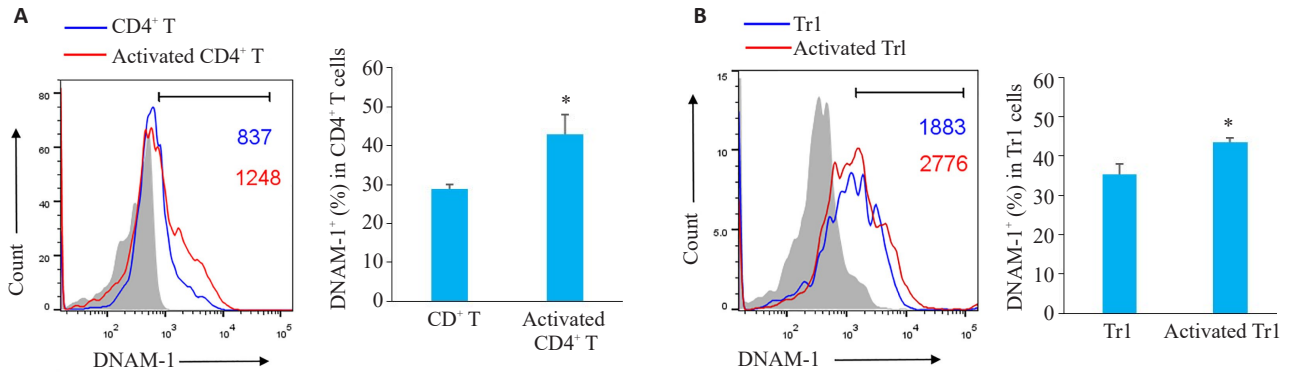 A
CD4⁺ T
Activated CD4⁺ T
80
60
40
20
0
837
1248
10²
10³
10⁴
10⁵
Count
DNAM-1
DNAM-1⁺ (%) in CD4⁺ T cells
60
50
40
30
20
10
0
CD⁺ T
Activated
CD4⁺ T
B
Tr1
Activated Trl
15
10
5.0
0
1883
2776
10²
10³
10⁴
10⁵
Count
DNAM-1
DNAM-1⁺ (%) in Tr1 cells
60
50
40
30
20
10
0
*
*
Tr1
Activated Tr1